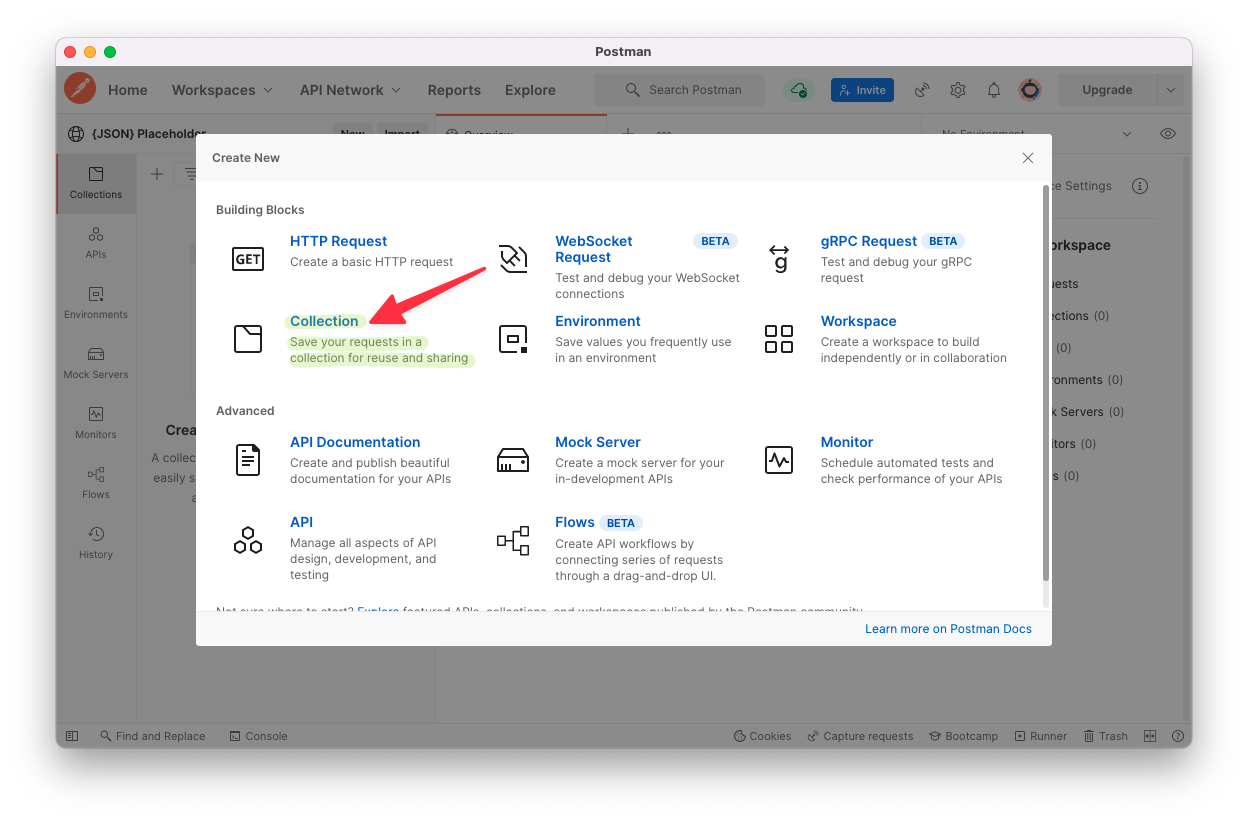 Postman
Home Workspaces API Network Reports Explore Search Postman Invite Upgrade
{JSON} Placeholder New Import Overview No Environment
Create New
Collections
APIs
Environments
Mock Servers
Monitors
Flows
History
Building Blocks
GET
HTTP Request
Create a basic HTTP request
WebSocket
Request
BETA
Test and debug your WebSocket
connections
g
gRPC Request BETA
Test and debug your gRPC
request
Collection
Save your requests in a
collection for reuse and sharing
Environment
Save values you frequently use
in an environment
Workspace
Create a workspace to build
independently or in collaboration
Advanced
API Documentation
Create and publish beautiful
documentation for your APIs
Mock Server
Create a mock server for your
in-development APIs
Monitor
Schedule automated tests and
check performance of your APIs
API
Manage all aspects of API
design, development, and
testing
Flows BETA
Create API workflows by
connecting series of requests
through a drag-and-drop UI.
Not sure where to start? Explore featured APIs, collections, and workspaces published by the Postman community.
Learn more on Postman Docs
Crea
A collec
easily s
a
ce Settings
orkspace
uests
ections (0)
(0)
ronments (0)
k Servers (0)
itors (0)
s (0)
Find and Replace Console Cookies Capture requests Bootcamp Runner Trash